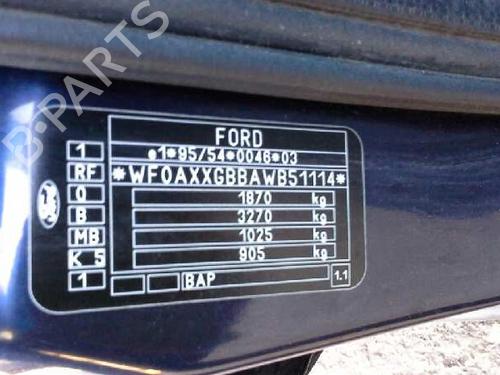 B-PARTS
FORD
e1*95/54*0046*03
*WF0AXXGBBAWB51114*
1870 kg
3270 kg
1025 kg
905 kg
BAP
1.1
1
RF
0
B
MB
K 5
1